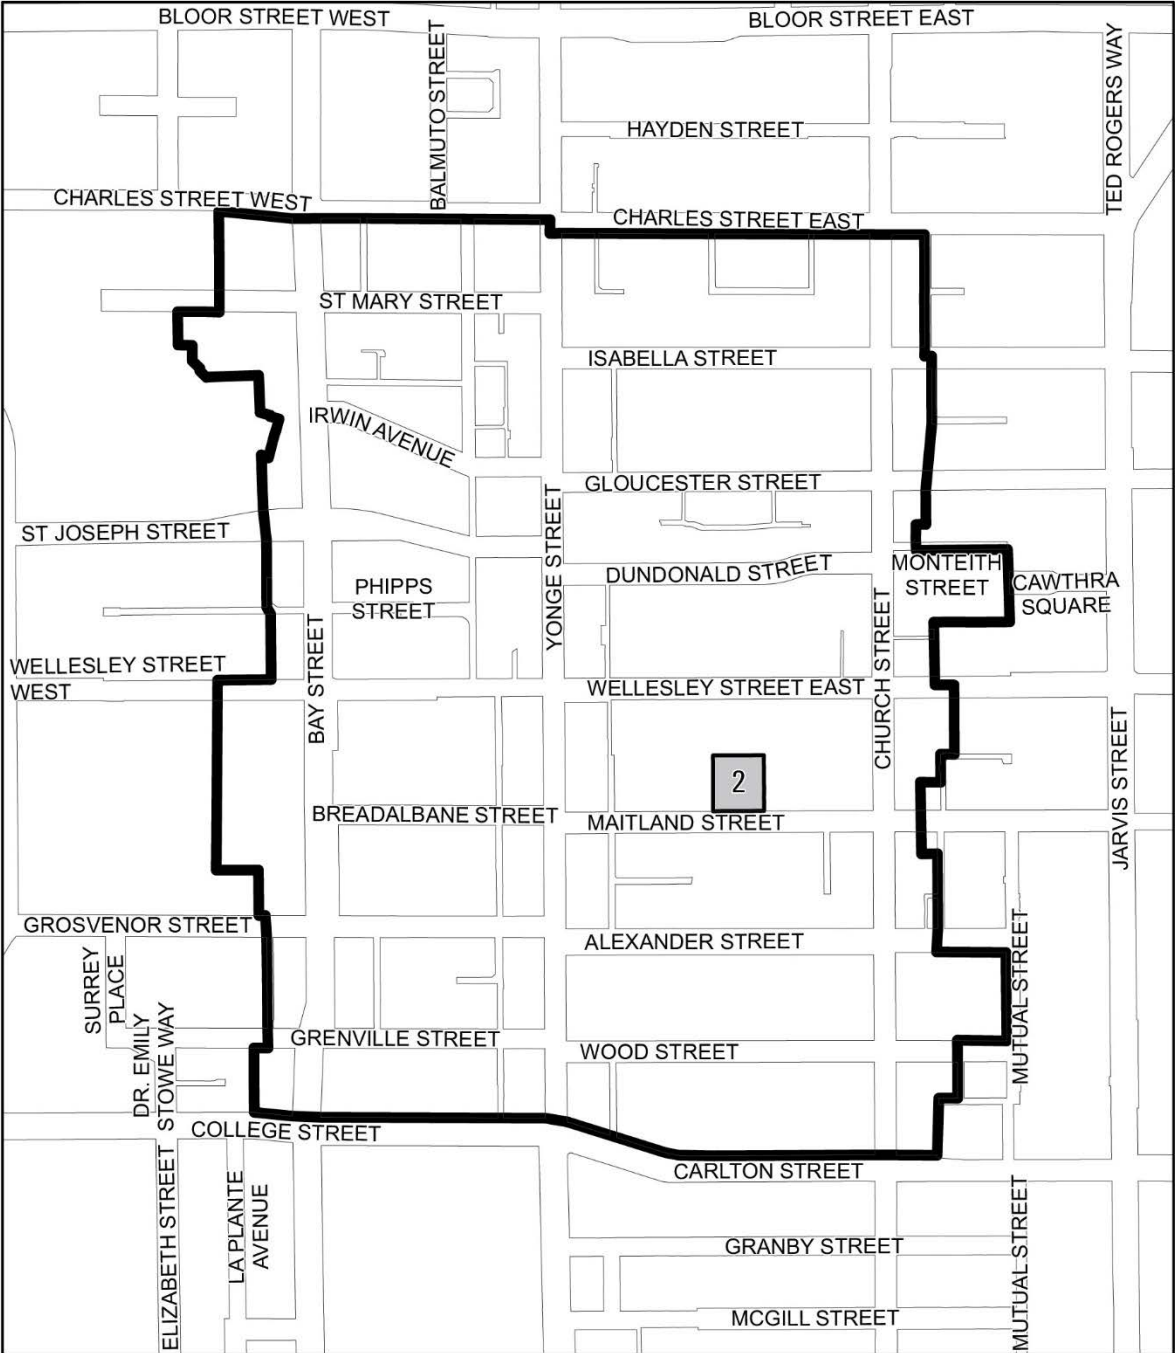 BLOOR STREET WEST
BLOOR STREET EAST
BALMUTO STREET
TED ROGERS WAY
HAYDEN STREET
CHARLES STREET WEST
CHARLES STREET EAST
ST MARY STREET
ISABELLA STREET
IRWIN AVENUE
GLOUCESTER STREET
ST JOSEPH STREET
YONGE STREET
DUNDONALD STREET
MONTEITH
STREET
CAWTHRA
SQUARE
PHIPPS
STREET
WELLESLEY STREET
WEST
BAY STREET
WELLESLEY STREET EAST
CHURCH STREET
JARVIS STREET
2
BREADALBANE STREET
MAITLAND STREET
GROSVENOR STREET
ALEXANDER STREET
SURREY
PLACE
MUTUAL STREET
DR. EMILY
STOWE WAY
GRENVILLE STREET
WOOD STREET
COLLEGE STREET
CARLTON STREET
ELIZABETH STREET
LA PLANTE
AVENUE
MUTUAL STREET
GRANBY STREET
MCGILL STREET